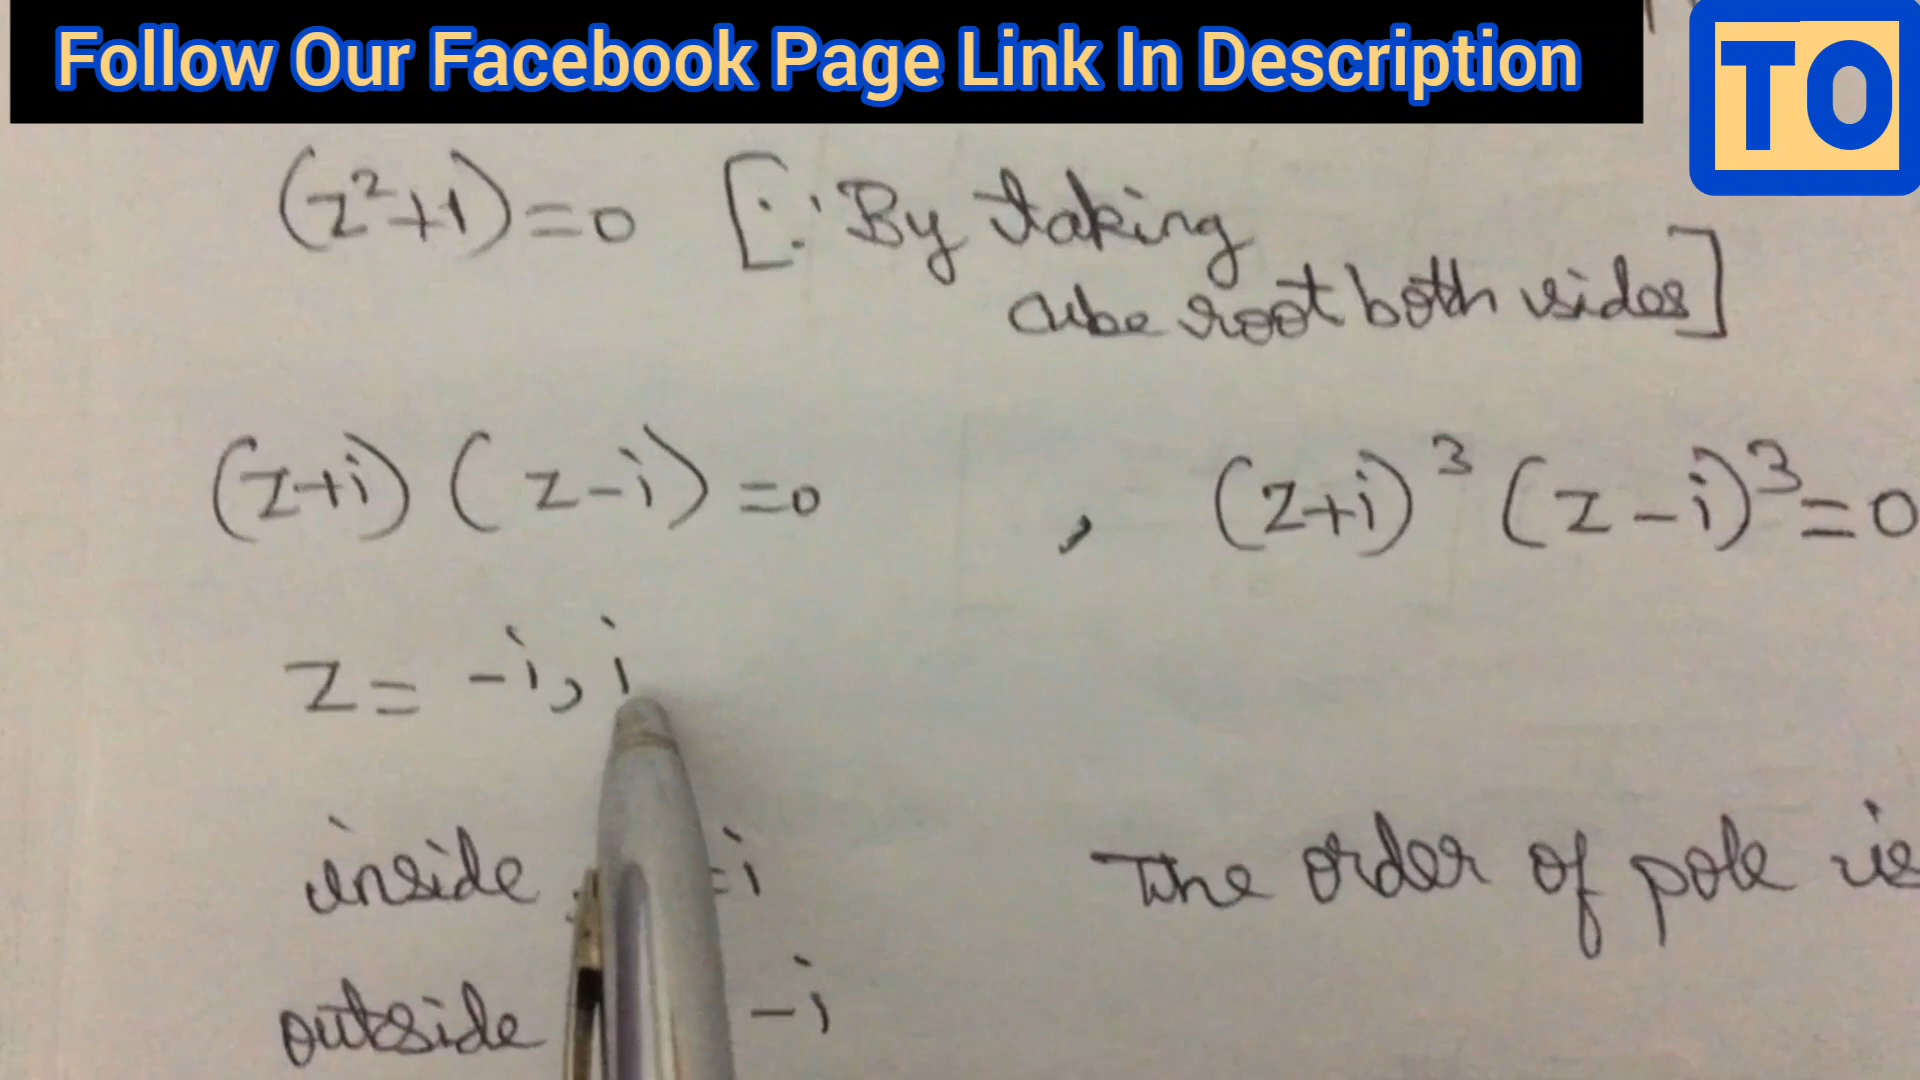 Follow Our Facebook Page Link In Description
TO
(z²+1)=0 [∵ By taking
cube root both sides]
(z+i) (z-i) =0 , (z+i)³ (z-i)³=0
z= -i, i
inside =i The order of pole is
outside -i